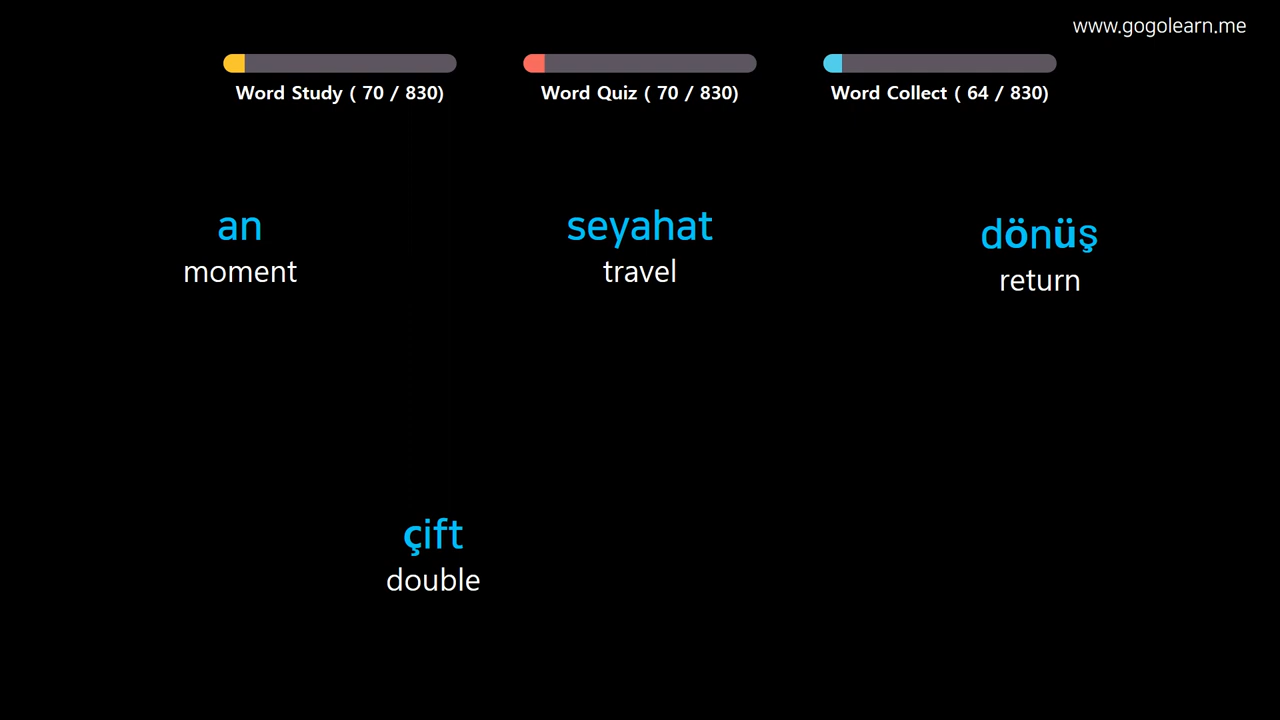 www.gogolearn.me
Word Study ( 70 / 830)
Word Quiz ( 70 / 830)
Word Collect ( 64 / 830)
an
moment
seyahat
travel
dönüş
return
çift
double